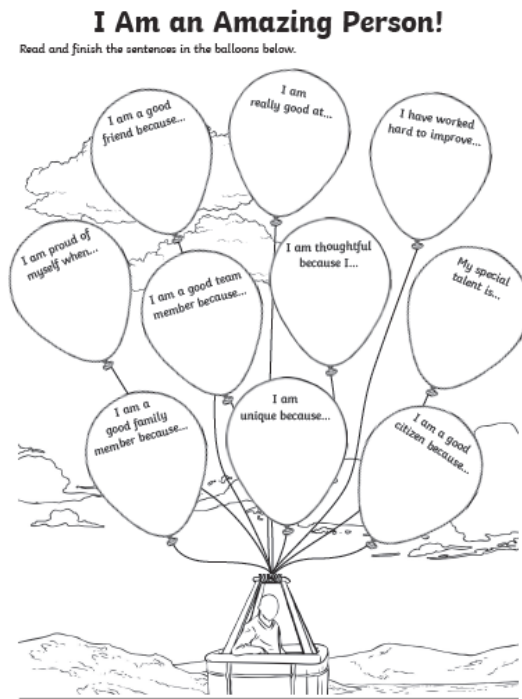 I Am an Amazing Person!
Read and finish the sentences in the balloons below.
I am a good
friend because...
I am
really good at...
I have worked
hard to improve...
I am proud of
myself when...
I am a good team
member because...
I am thoughtful
because I...
My special
talent is...
I am a
good family
member because...
I am
unique because...
I am a good
citizen because...